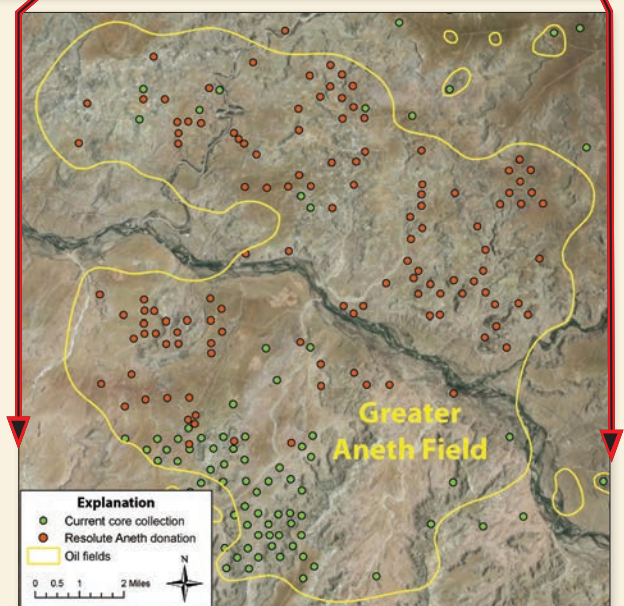 Greater
Aneth Field
Explanation
Current core collection
Resolute Aneth donation
Oil fields
N
0 0.5 1 2 Miles